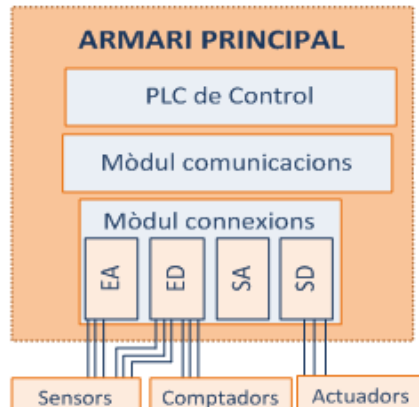 ARMARI PRINCIPAL
PLC de Control
Mòdul comunicacions
Mòdul connexions
EA
ED
SA
SD
Sensors
Comptadors
Actuadors